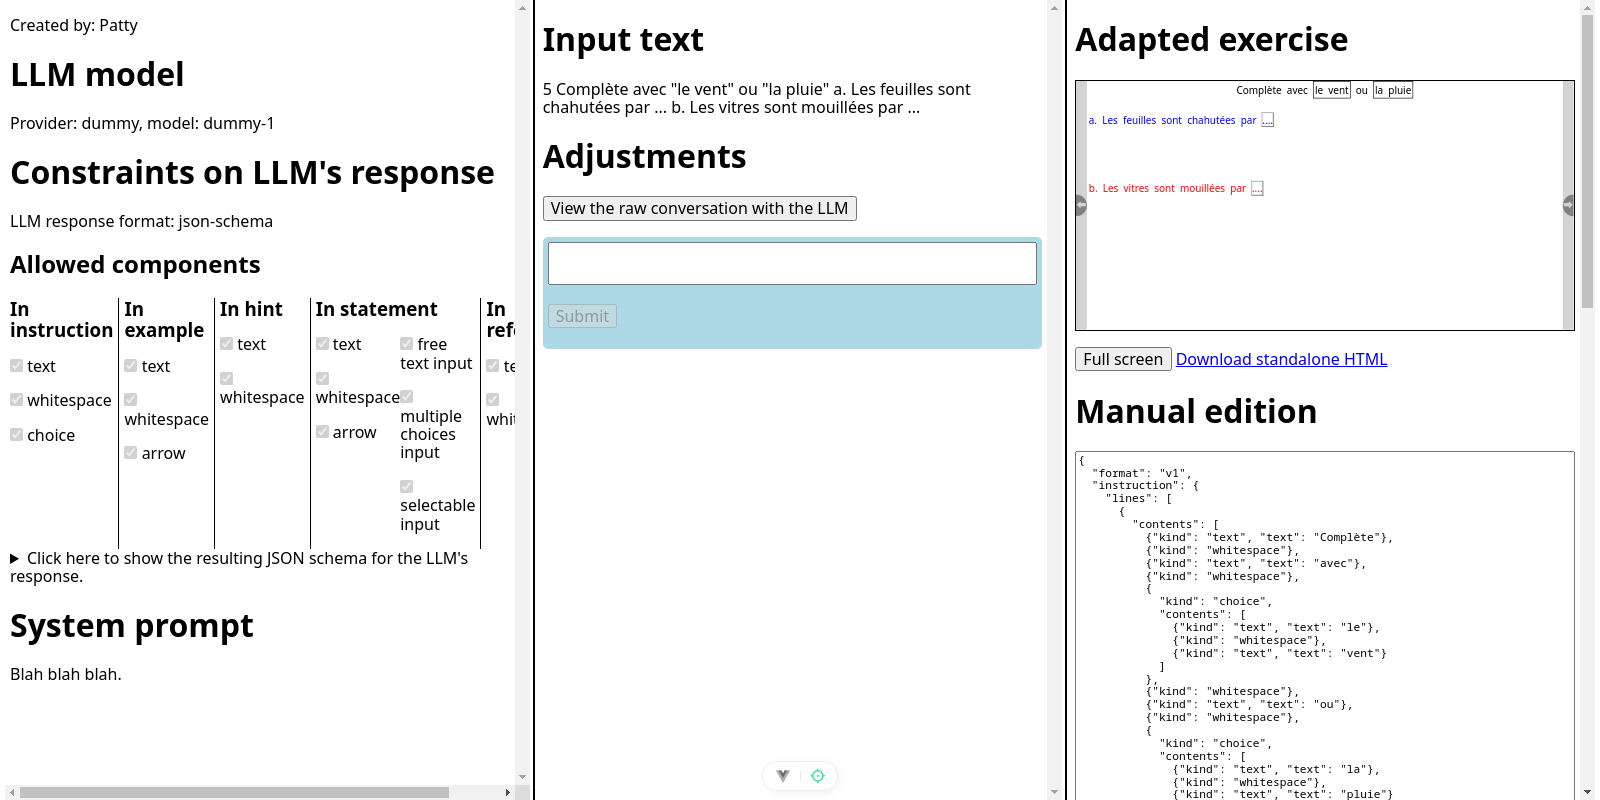 Created by: Patty
LLM model
Provider: dummy, model: dummy-1
Constraints on LLM's response
LLM response format: json-schema
Allowed components
In instruction
text
whitespace
choice
In example
text
whitespace
arrow
In hint
text
whitespace
In statement
text
whitespace
arrow
free text input
multiple choices input
selectable input
In
Click here to show the resulting JSON schema for the LLM's
response.
System prompt
Blah blah blah.
Input text
5 Complète avec "le vent" ou "la pluie" a. Les feuilles sont
chahutées par ... b. Les vitres sont mouillées par ...
Adjustments
View the raw conversation with the LLM
Submit
Adapted exercise
Complète avec le vent ou la pluie
a. Les feuilles sont chahutées par ....
b. Les vitres sont mouillées par ....
Full screen Download standalone HTML
Manual edition
{
"format": "v1",
"instruction": {
"lines": [
{
"contents": [
{"kind": "text", "text": "Complète"},
{"kind": "whitespace"},
{"kind": "text", "text": "avec"},
{"kind": "whitespace"},
{
"kind": "choice",
"contents": [
{"kind": "text", "text": "le"},
{"kind": "whitespace"},
{"kind": "text", "text": "vent"}
]
},
{"kind": "whitespace"},
{"kind": "text", "text": "ou"},
{"kind": "whitespace"},
{
"kind": "choice",
"contents": [
{"kind": "text", "text": "la"},
{"kind": "whitespace"},
{"kind": "text", "text": "pluie"}